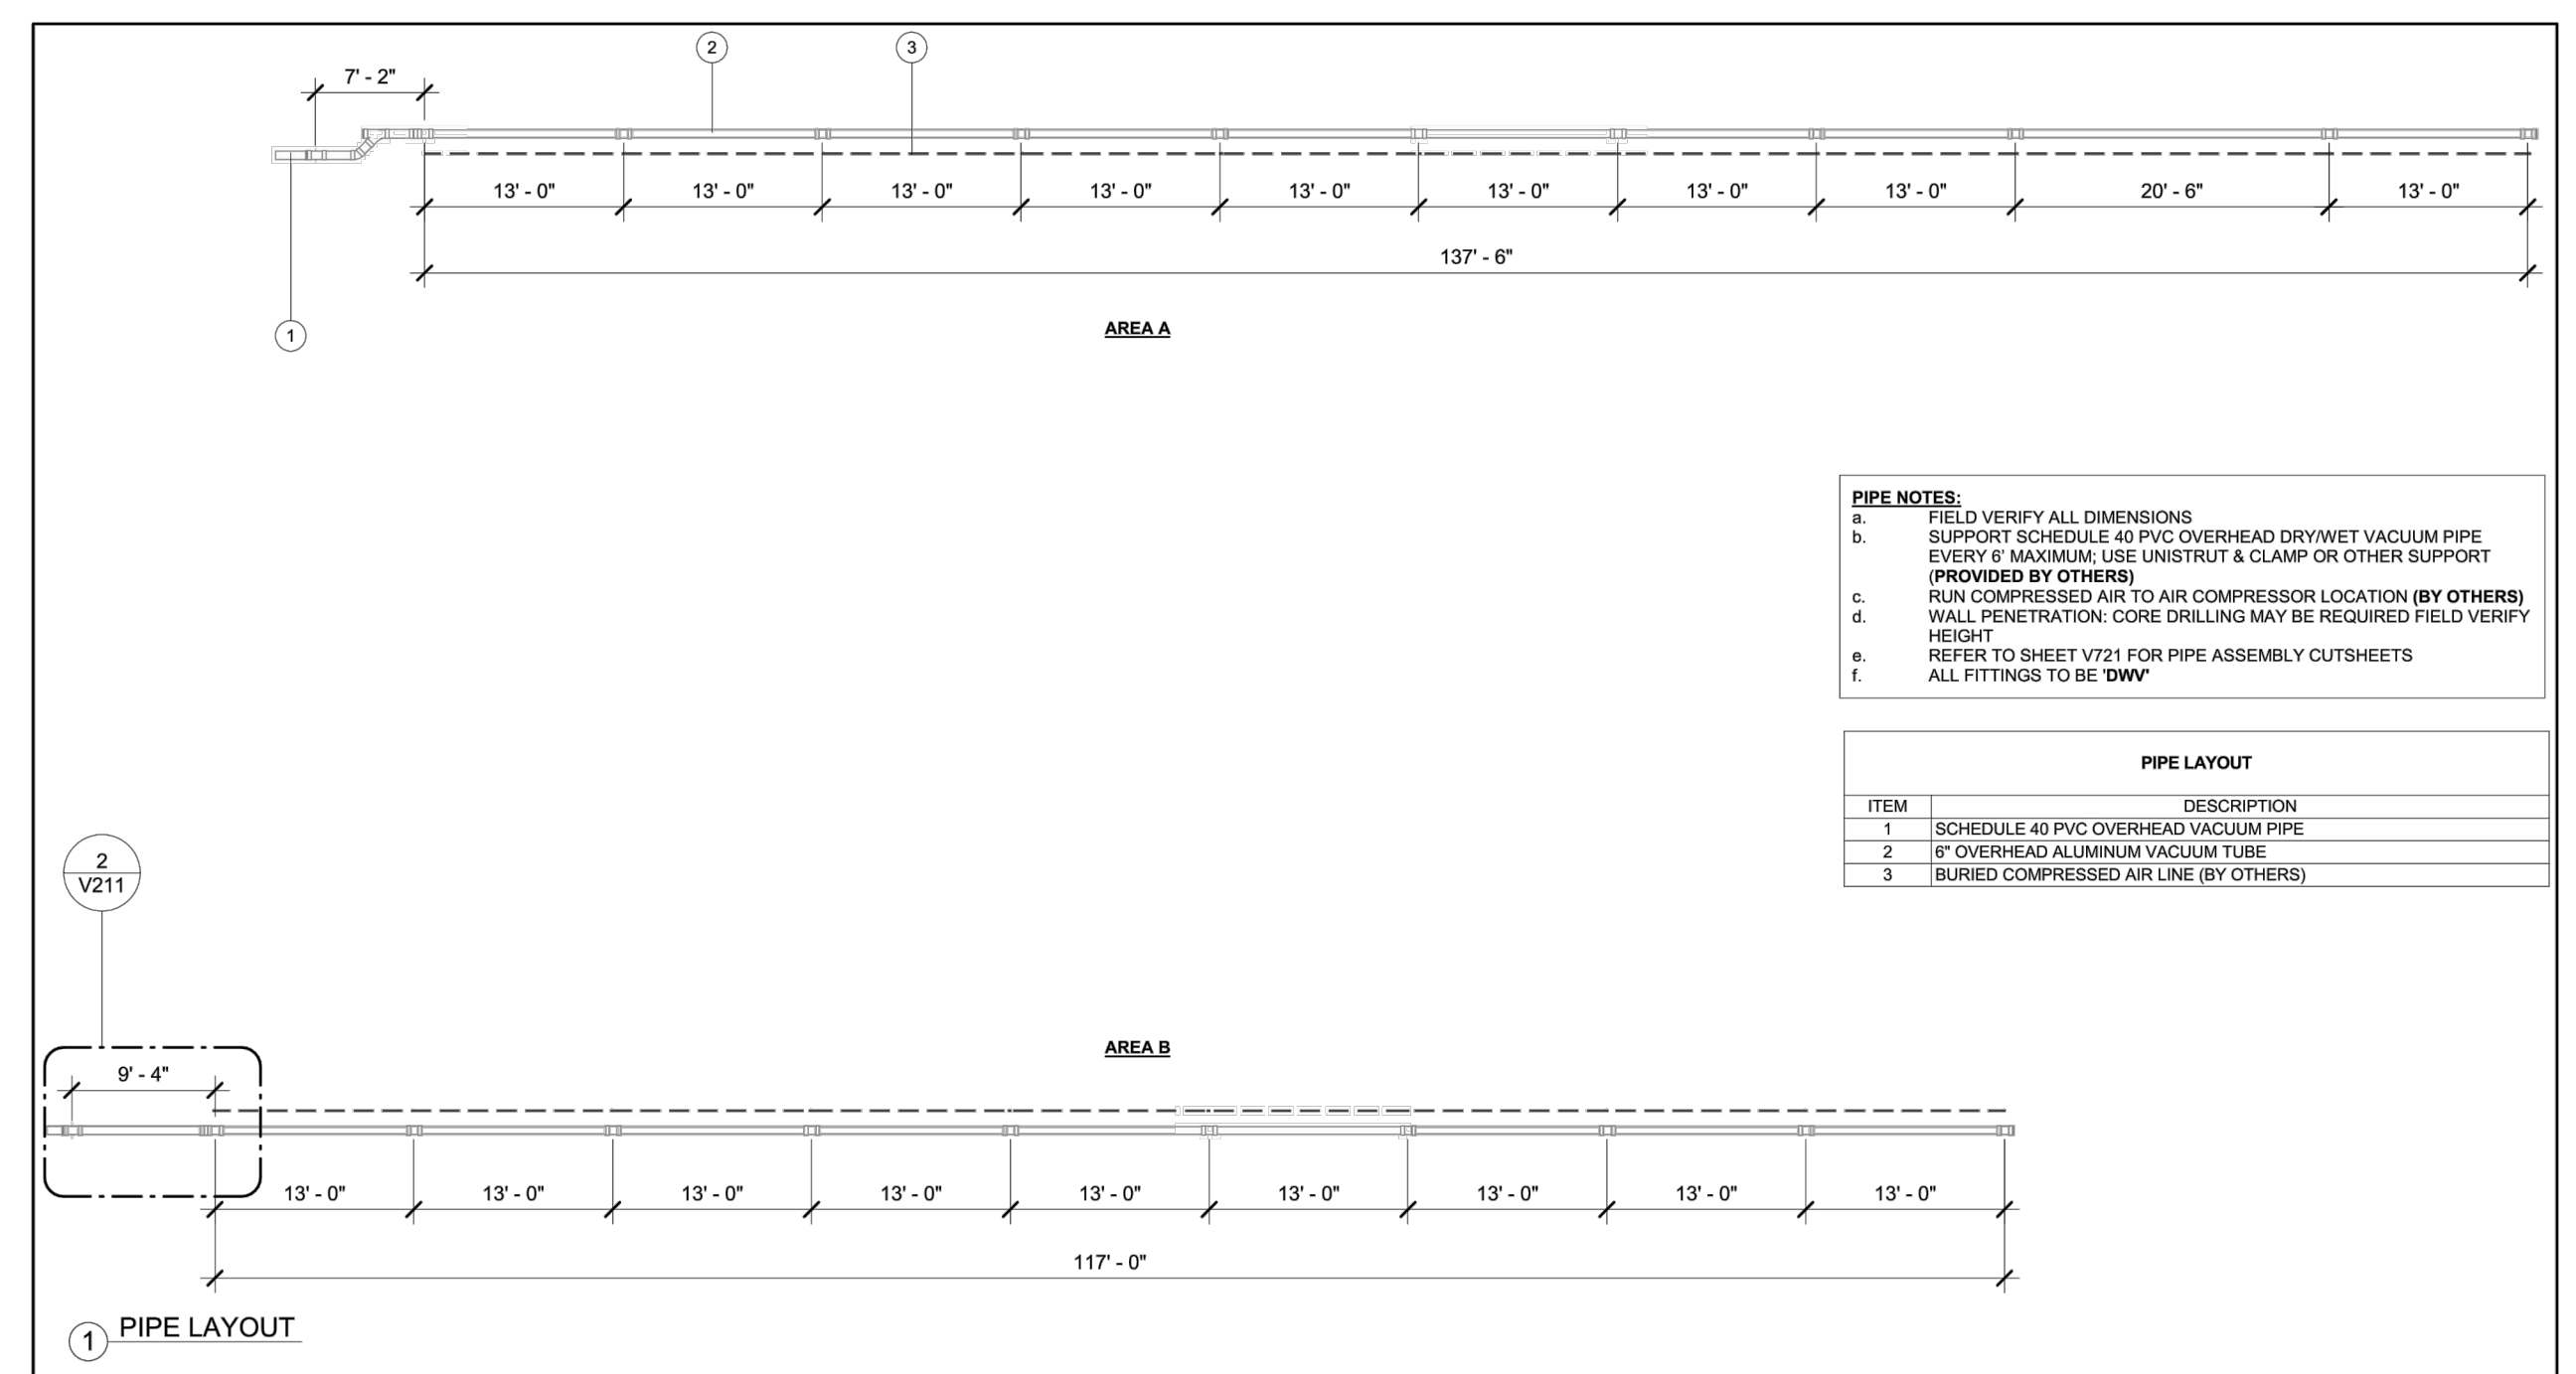 2
3
7' - 2"
13' - 0" 13' - 0" 13' - 0" 13' - 0" 13' - 0" 13' - 0" 13' - 0" 13' - 0" 20' - 6" 13' - 0"
137' - 6"
1
AREA A
PIPE NOTES:
a. FIELD VERIFY ALL DIMENSIONS
b. SUPPORT SCHEDULE 40 PVC OVERHEAD DRY/WET VACUUM PIPE
EVERY 6' MAXIMUM; USE UNISTRUT & CLAMP OR OTHER SUPPORT
(PROVIDED BY OTHERS)
c. RUN COMPRESSED AIR TO AIR COMPRESSOR LOCATION (BY OTHERS)
d. WALL PENETRATION: CORE DRILLING MAY BE REQUIRED FIELD VERIFY
HEIGHT
e. REFER TO SHEET V721 FOR PIPE ASSEMBLY CUTSHEETS
f. ALL FITTINGS TO BE 'DWV'
PIPE LAYOUT
ITEM DESCRIPTION
1 SCHEDULE 40 PVC OVERHEAD VACUUM PIPE
2 6" OVERHEAD ALUMINUM VACUUM TUBE
3 BURIED COMPRESSED AIR LINE (BY OTHERS)
2
V211
AREA B
9' - 4"
13' - 0" 13' - 0" 13' - 0" 13' - 0" 13' - 0" 13' - 0" 13' - 0" 13' - 0" 13' - 0"
117' - 0"
1 PIPE LAYOUT